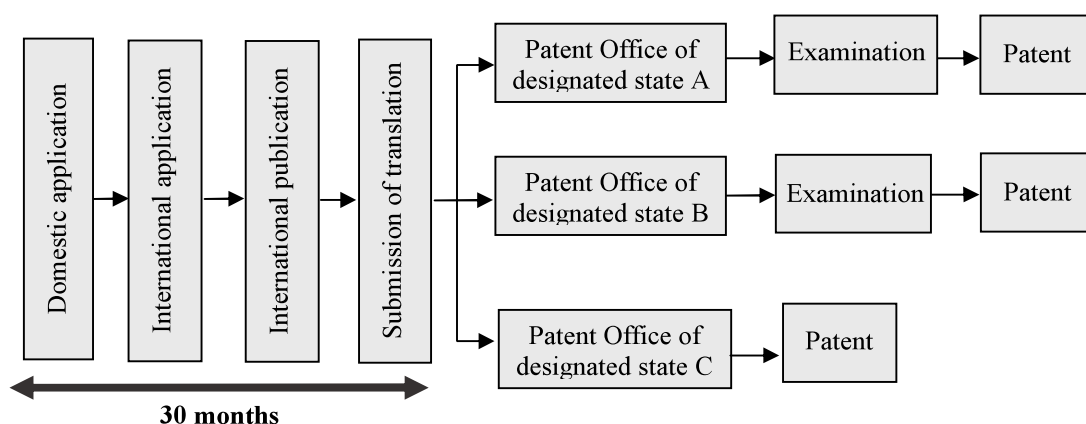 Domestic application
International application
International publication
Submission of translation
Patent Office of
designated state A
Examination
Patent
Patent Office of
designated state B
Examination
Patent
Patent Office of
designated state C
Patent
30 months